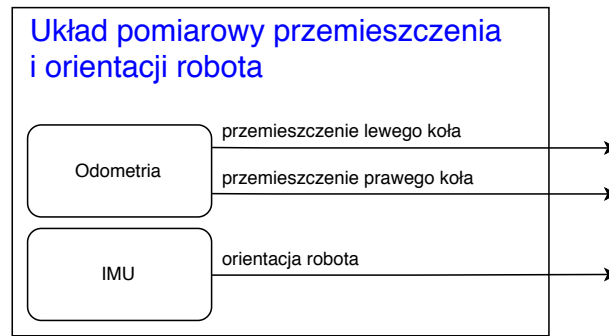 Układ pomiarowy przemieszczenia
i orientacji robota
przemieszczenie lewego koła
Odometria
przemieszczenie prawego koła
orientacja robota
IMU